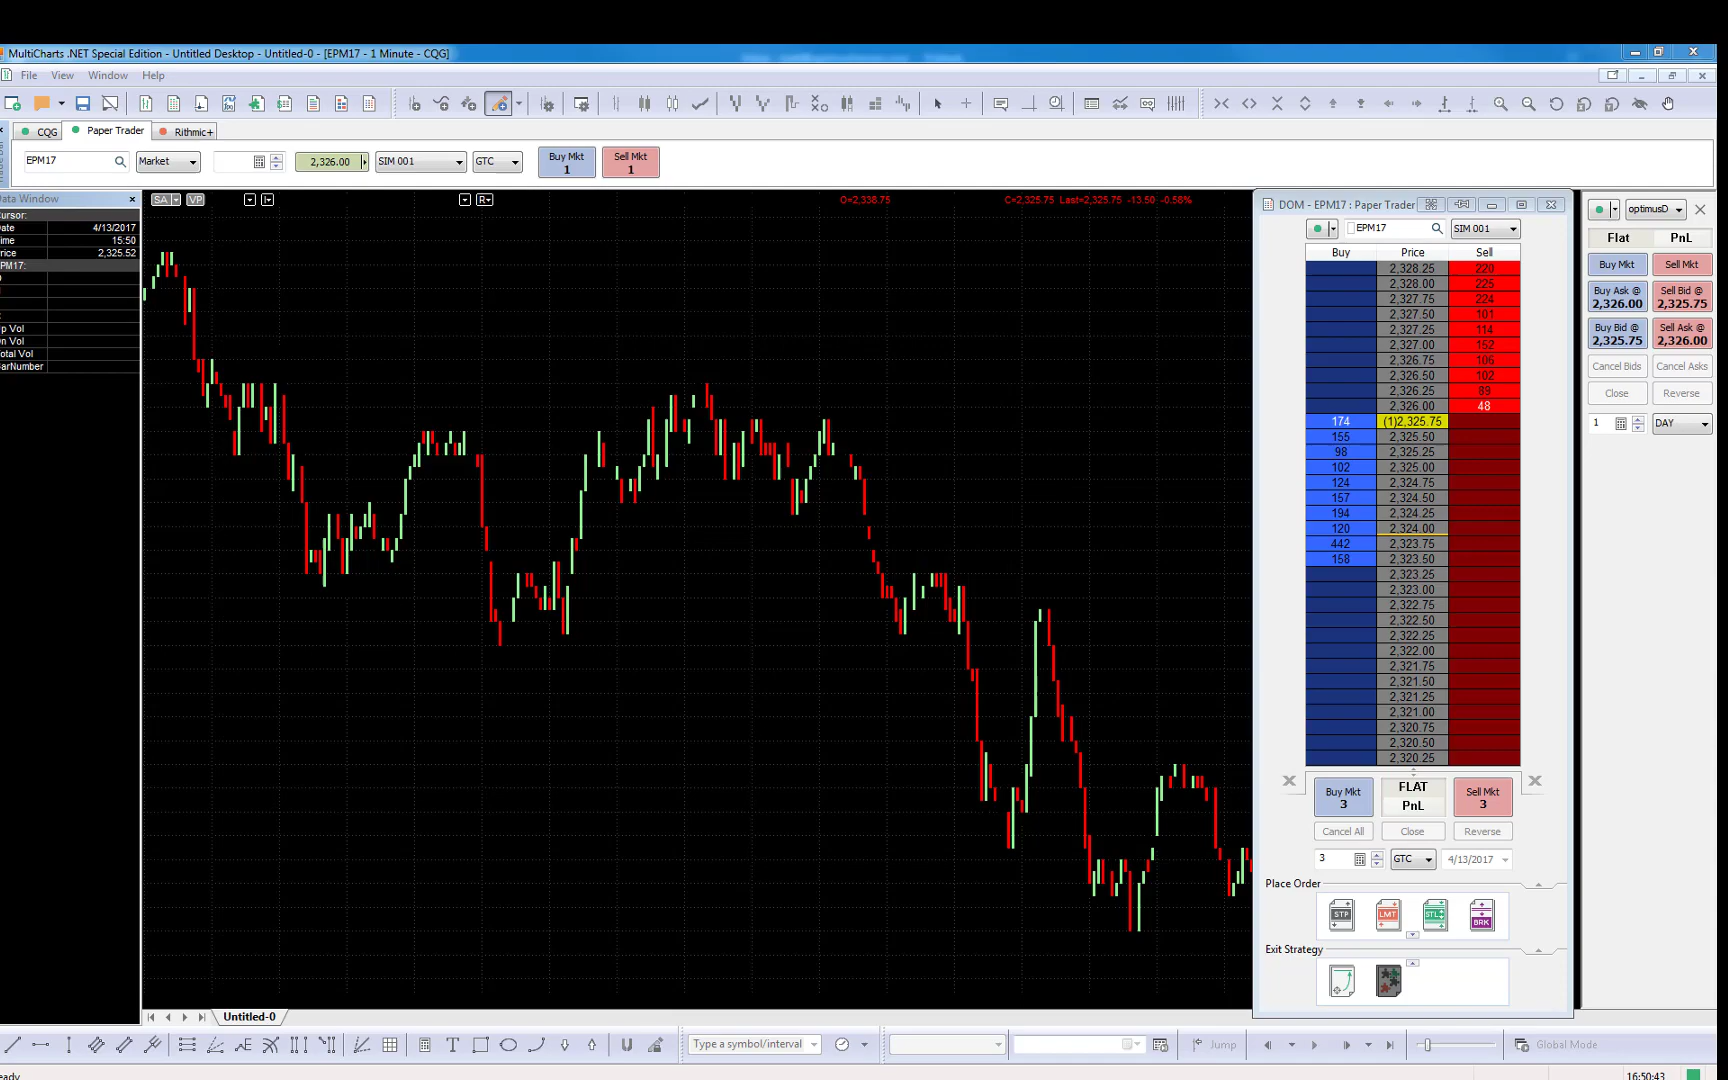 MultiCharts .NET Special Edition - Untitled Desktop - Untitled-0 - [EPM17 - 1 Minute - CQG]
File View Window Help
CQG Paper Trader Rithmic+
EPM17 Market 2,326.00 SIM 001 GTC Buy Mkt 1 Sell Mkt 1
Data Window
Cursor:
Date 4/13/2017
Time 15:50
Price 2,325.52
EPM17:
Up Vol
Dn Vol
Total Vol
BarNumber
SA VP I R
O=2,338.75 C=2,325.75 Last=2,325.75 -13.50 -0.58%
DOM - EPM17 : Paper Trader
EPM17 SIM 001
Buy Price Sell
2,328.25 220
2,328.00 225
2,327.75 224
2,327.50 101
2,327.25 114
2,327.00 152
2,326.75 106
2,326.50 102
2,326.25 89
2,326.00 48
174 (1)2,325.75
155 2,325.50
98 2,325.25
102 2,325.00
124 2,324.75
157 2,324.50
194 2,324.25
120 2,324.00
442 2,323.75
158 2,323.50
2,323.25
2,323.00
2,322.75
2,322.50
2,322.25
2,322.00
2,321.75
2,321.50
2,321.25
2,321.00
2,320.75
2,320.50
2,320.25
Buy Mkt 3 FLAT PnL Sell Mkt 3
Cancel All Close Reverse
3 GTC 4/13/2017
Place Order
STP LMT STL BRK
Exit Strategy
optimusD
Flat PnL
Buy Mkt Sell Mkt
Buy Ask @ Sell Bid @
2,326.00 2,325.75
Buy Bid @ Sell Ask @
2,325.75 2,326.00
Cancel Bids Cancel Asks
Close Reverse
1 DAY
Untitled-0
Type a symbol/interval Jump Global Mode
16:50:43